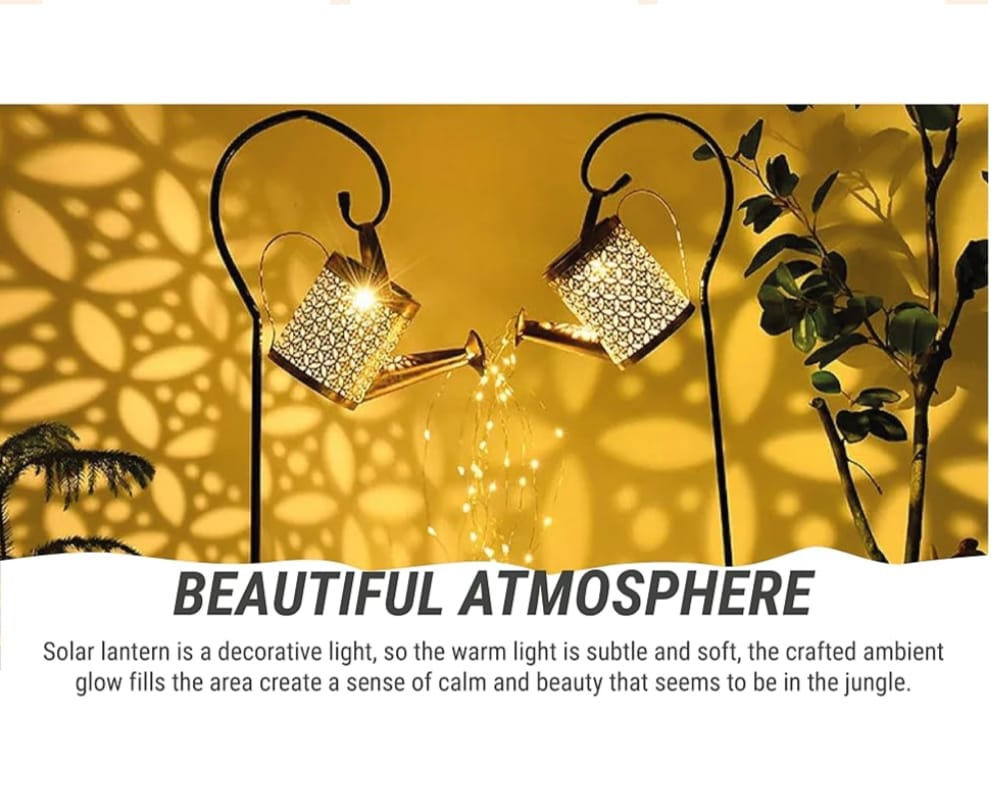 BEAUTIFUL ATMOSPHERE
Solar lantern is a decorative light, so the warm light is subtle and soft, the crafted ambient
glow fills the area create a sense of calm and beauty that seems to be in the jungle.